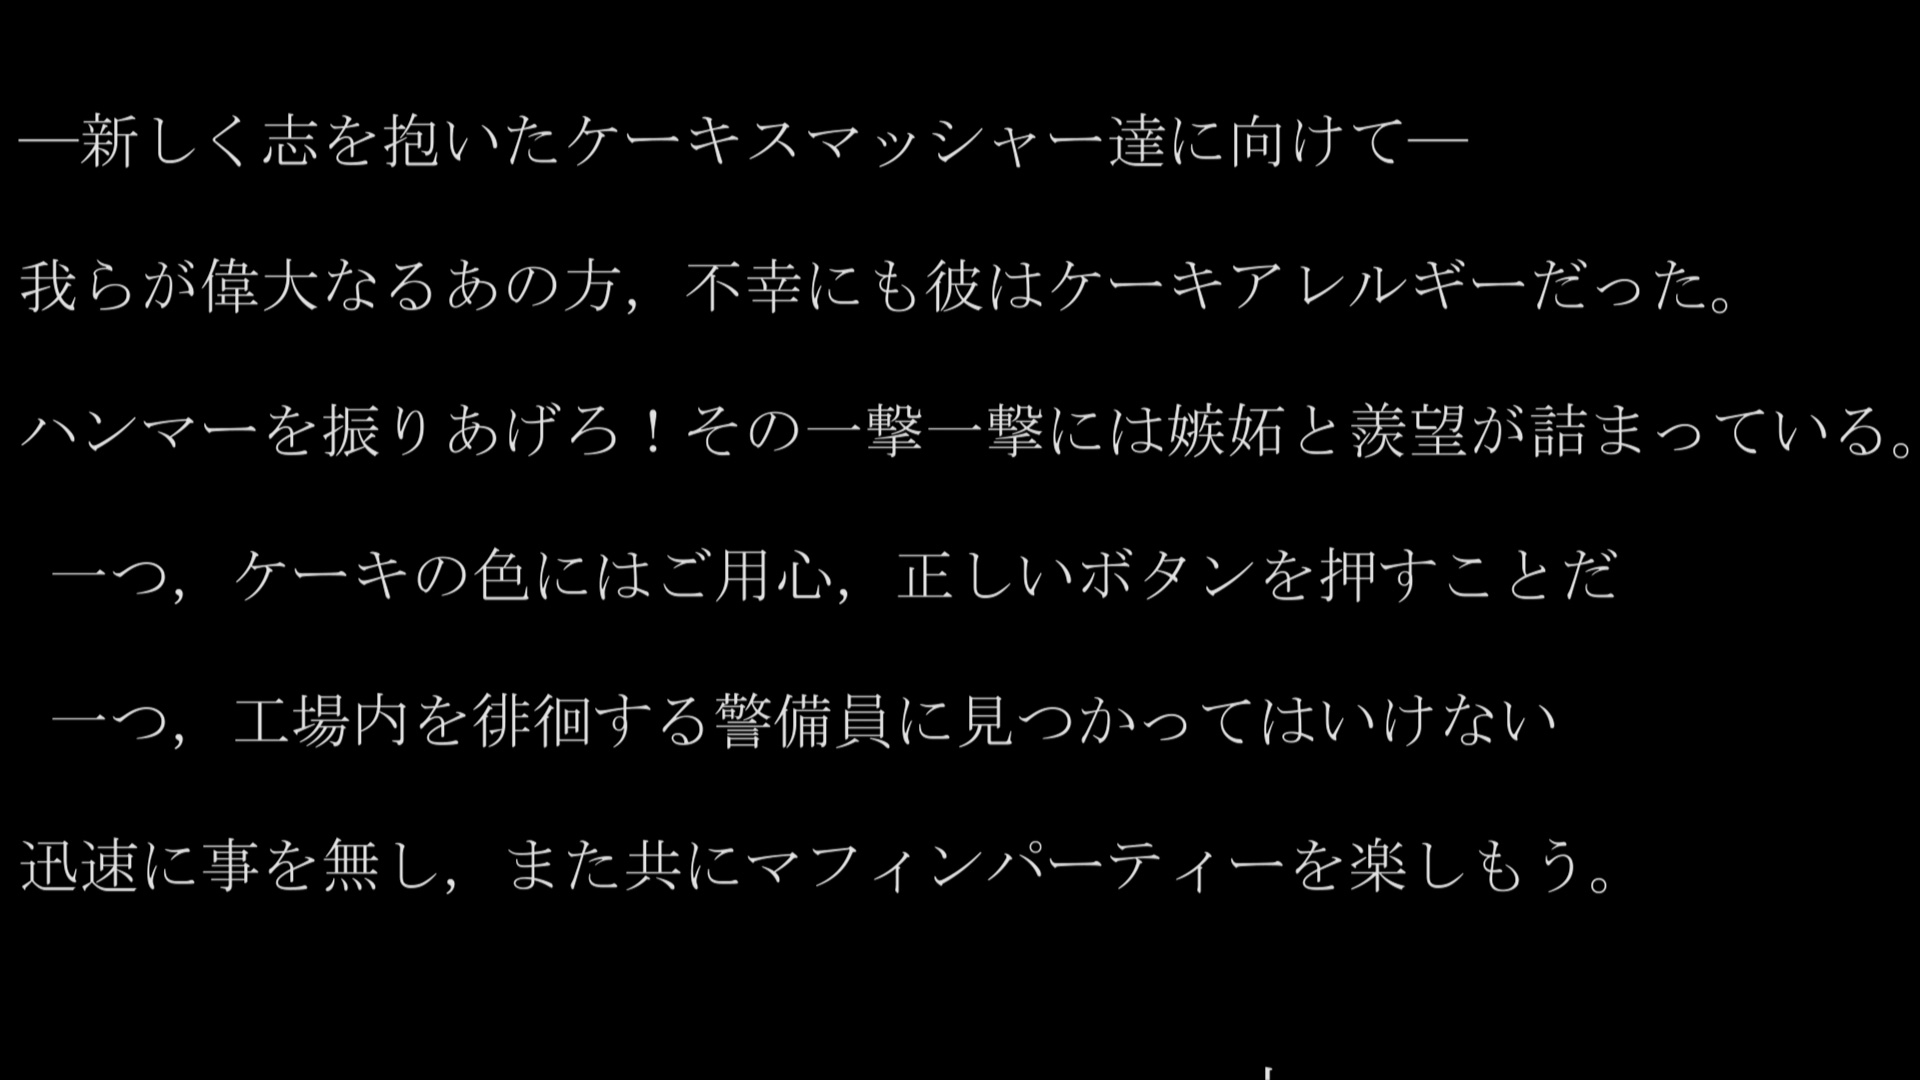 ―新しく志を抱いたケーキスマッシャー達に向けて―
我らが偉大なるあの方，不幸にも彼はケーキアレルギーだった。
ハンマーを振りあげろ！その一撃一撃には嫉妬と羨望が詰まっている。
一つ，ケーキの色にはご用心，正しいボタンを押すことだ
一つ，工場内を徘徊する警備員に見つかってはいけない
迅速に事を無し，また共にマフィンパーティーを楽しもう。